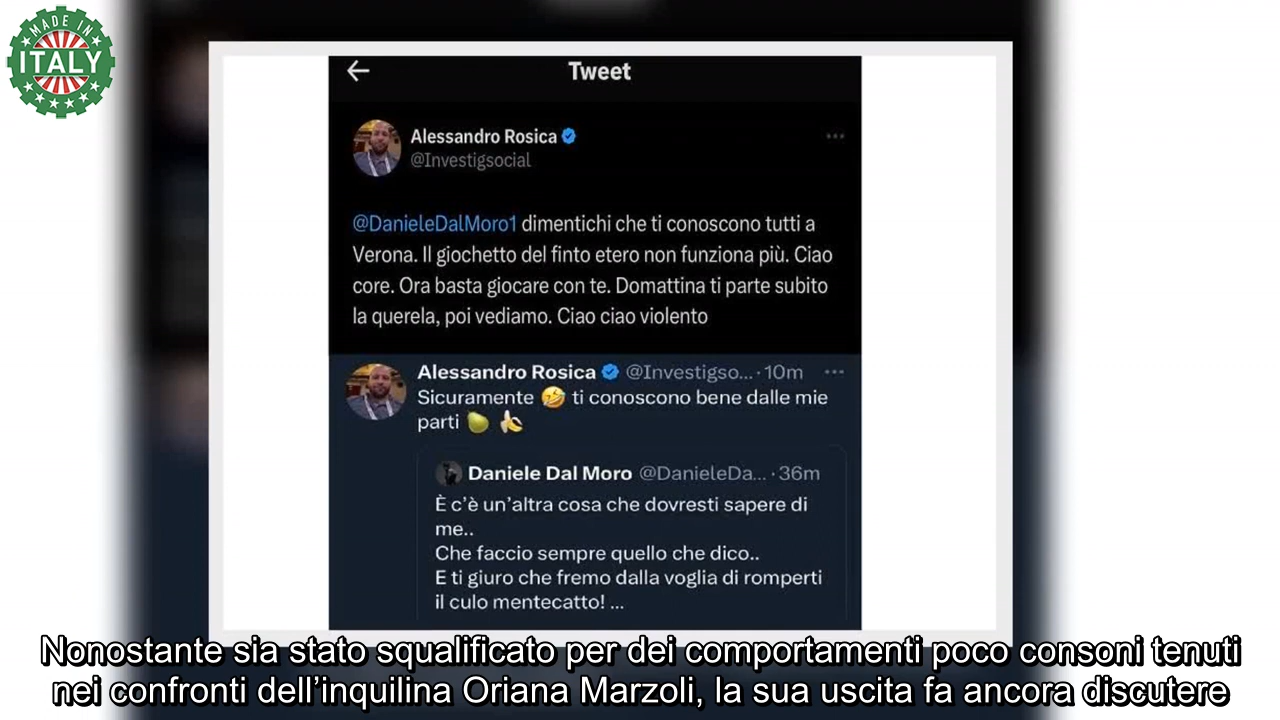 MADE IN
ITALY
Tweet
Alessandro Rosica
@Investigsocial
@DanieleDalMoro1 dimentichi che ti conoscono tutti a
Verona. Il giochetto del finto etero non funziona più. Ciao
core. Ora basta giocare con te. Domattina ti parte subito
la querela, poi vediamo. Ciao ciao violento
Alessandro Rosica @Investigso... · 10m
Sicuramente 🤣 ti conoscono bene dalle mie
parti 🍐 🍌
Daniele Dal Moro @DanieleDa... · 36m
È c'è un'altra cosa che dovresti sapere di
me..
Che faccio sempre quello che dico..
E ti giuro che fremo dalla voglia di romperti
il culo mentecatto! ...
Nonostante sia stato squalificato per dei comportamenti poco consoni tenuti
nei confronti dell'inquilina Oriana Marzoli, la sua uscita fa ancora discutere